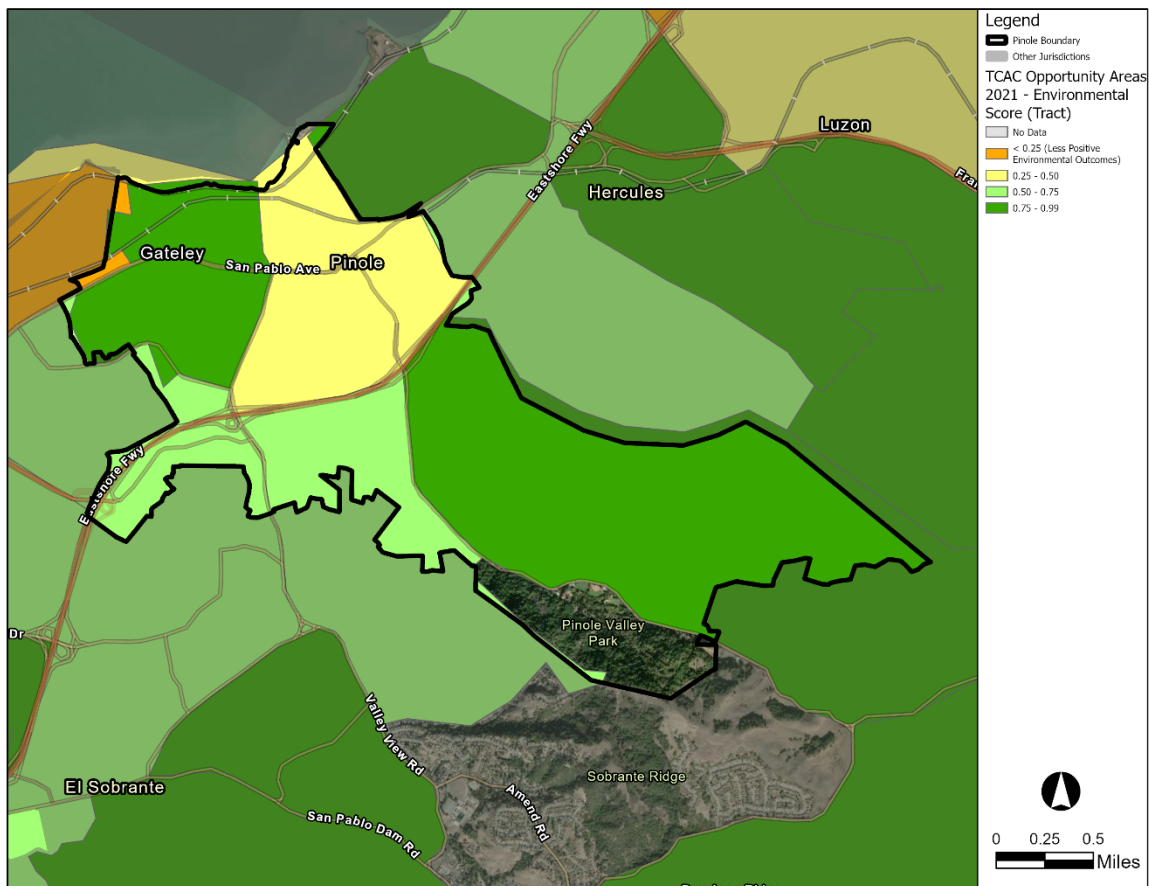 Legend
Pinole Boundary
Other Jurisdictions
TCAC Opportunity Areas
2021 - Environmental
Score (Tract)
No Data
< 0.25 (Less Positive
Environmental Outcomes)
0.25 - 0.50
0.50 - 0.75
0.75 - 0.99
Luzon
Eastshore Fwy
Hercules
Fra
Gateley
San Pablo Ave
Pinole
Eastshore Fwy
Pinole Valley
Park
Dr
Valley View Rd
Sobrante Ridge
El Sobrante
Amend Rd
San Pablo Dam Rd
0 0.25 0.5
Miles